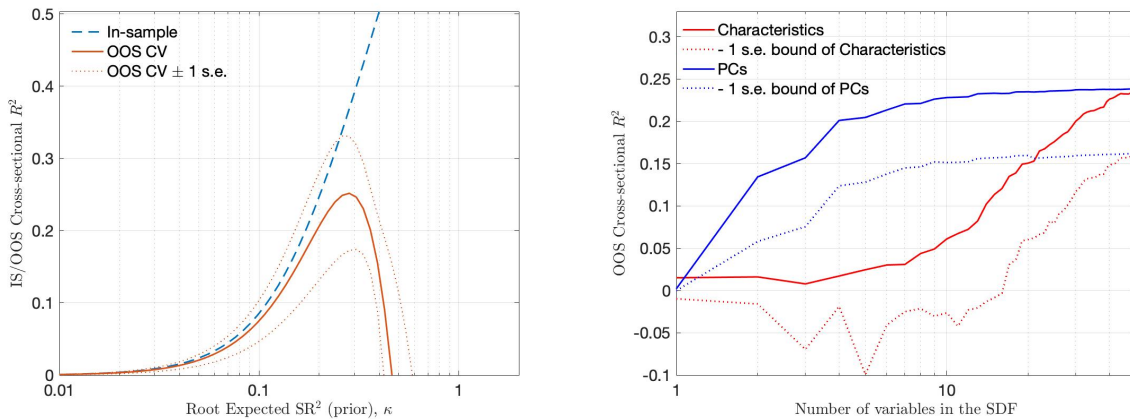 0.5
In-sample
OOS CV
OOS CV ± 1 s.e.
0.4
0.3
0.2
0.1
0
0.01
0.1
1
IS/OOS Cross-sectional R²
Root Expected SR² (prior), κ
0.3
Characteristics
- 1 s.e. bound of Characteristics
PCs
- 1 s.e. bound of PCs
0.25
0.2
0.15
0.1
0.05
0
-0.05
-0.1
1
10
OOS Cross-sectional R²
Number of variables in the SDF